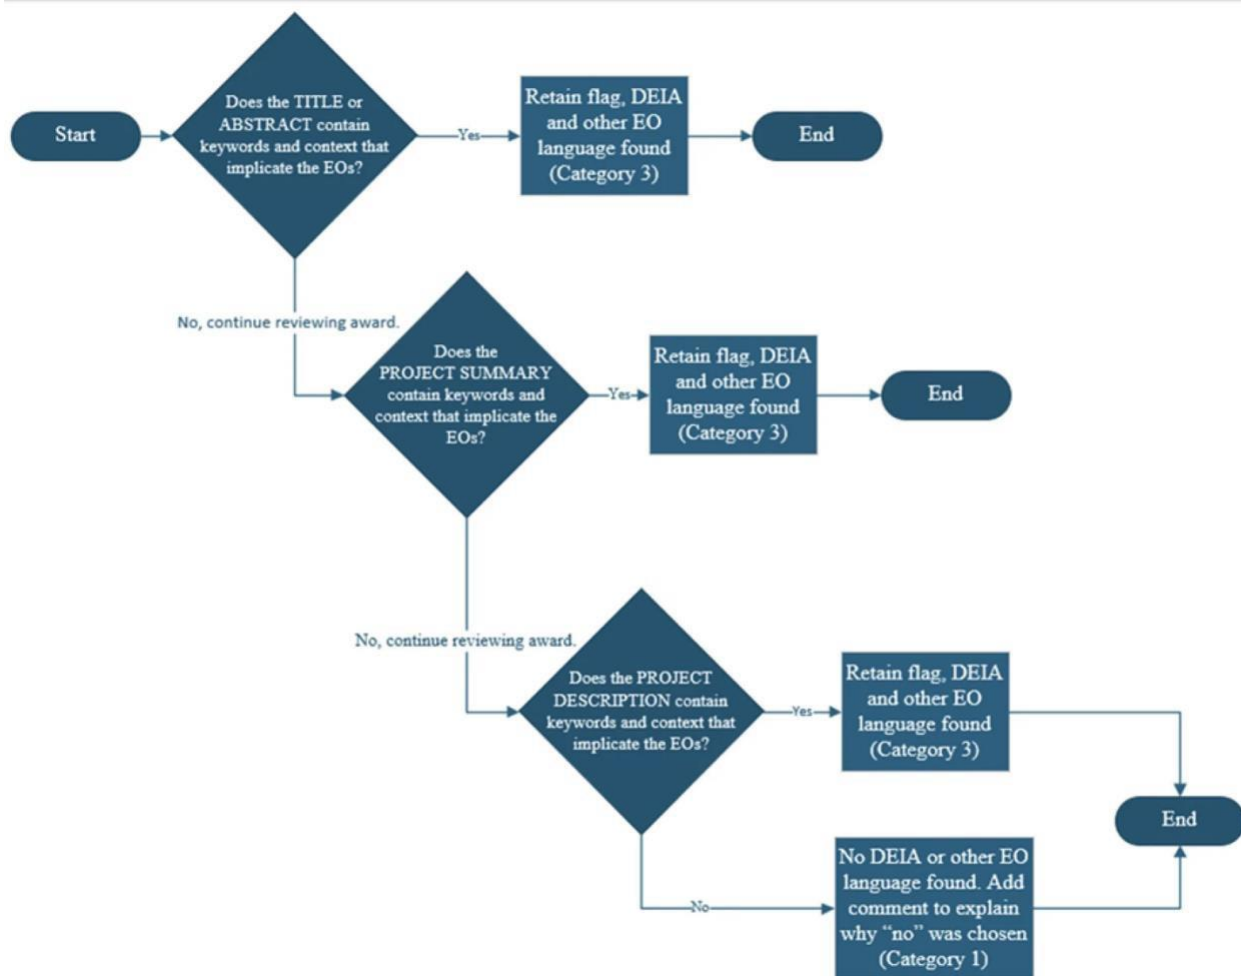 Start
Does the TITLE or
ABSTRACT contain
keywords and context that
implicate the EOs?
Yes
Retain flag, DEIA
and other EO
language found
(Category 3)
End
No, continue reviewing award.
Does the
PROJECT SUMMARY
contain keywords and
context that implicate the
EOs?
Yes
Retain flag, DEIA
and other EO
language found
(Category 3)
End
No, continue reviewing award.
Does the PROJECT
DESCRIPTION contain
keywords and context that
implicate the EOs?
Yes
Retain flag, DEIA
and other EO
language found
(Category 3)
End
No
No DEIA or other EO
language found. Add
comment to explain
why “no” was chosen
(Category 1)